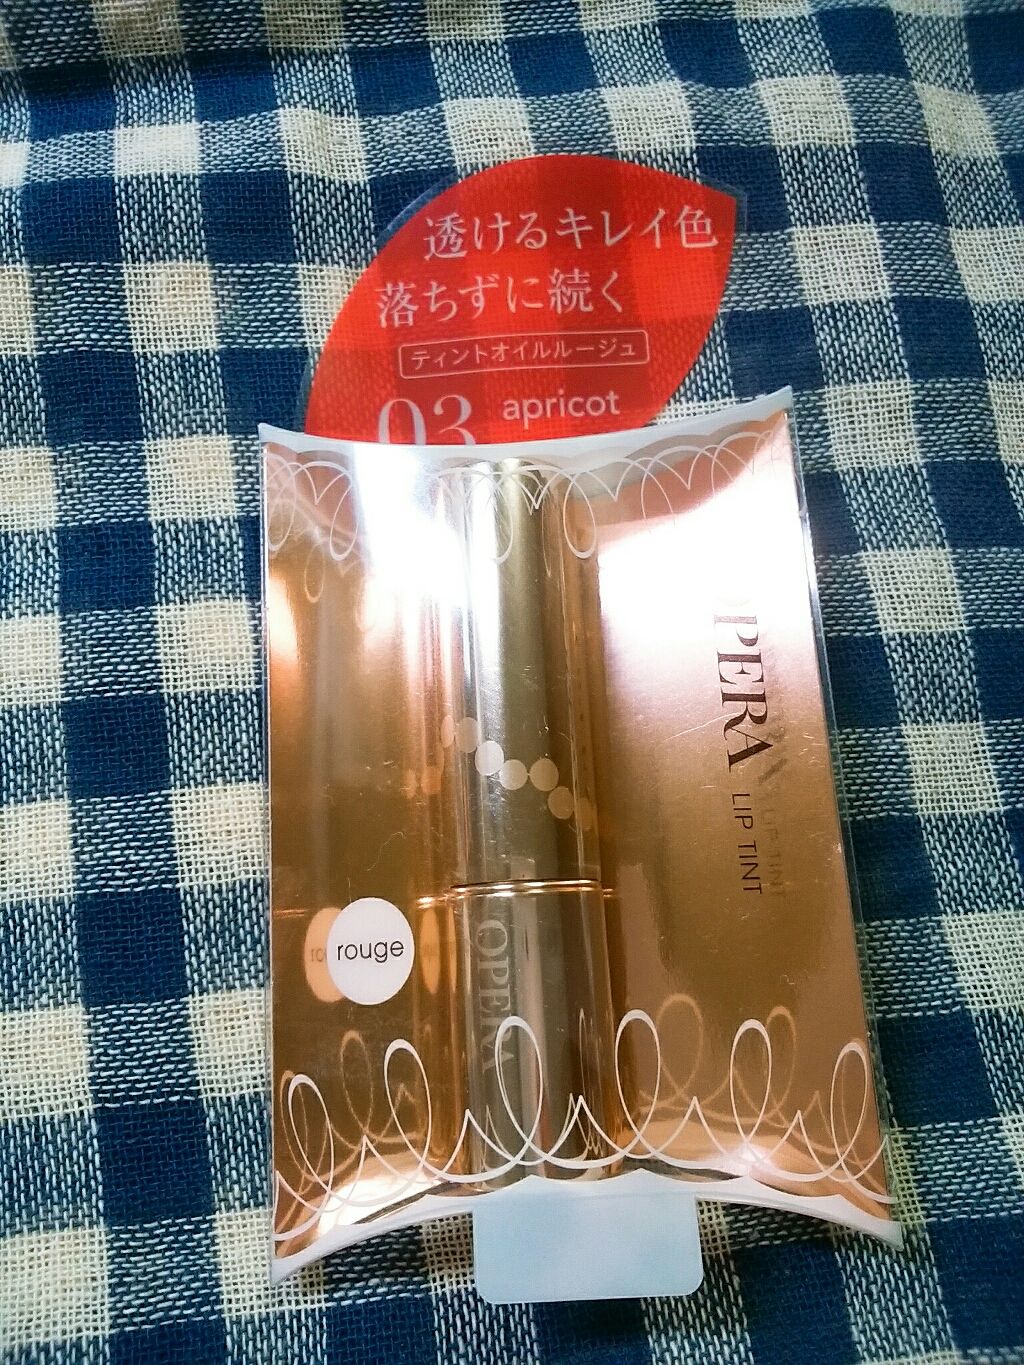 透けるキレイ色
落ちずに続く
ティントオイルルージュ
03 apricot
OPERA LIP TINT
rouge
OPERA